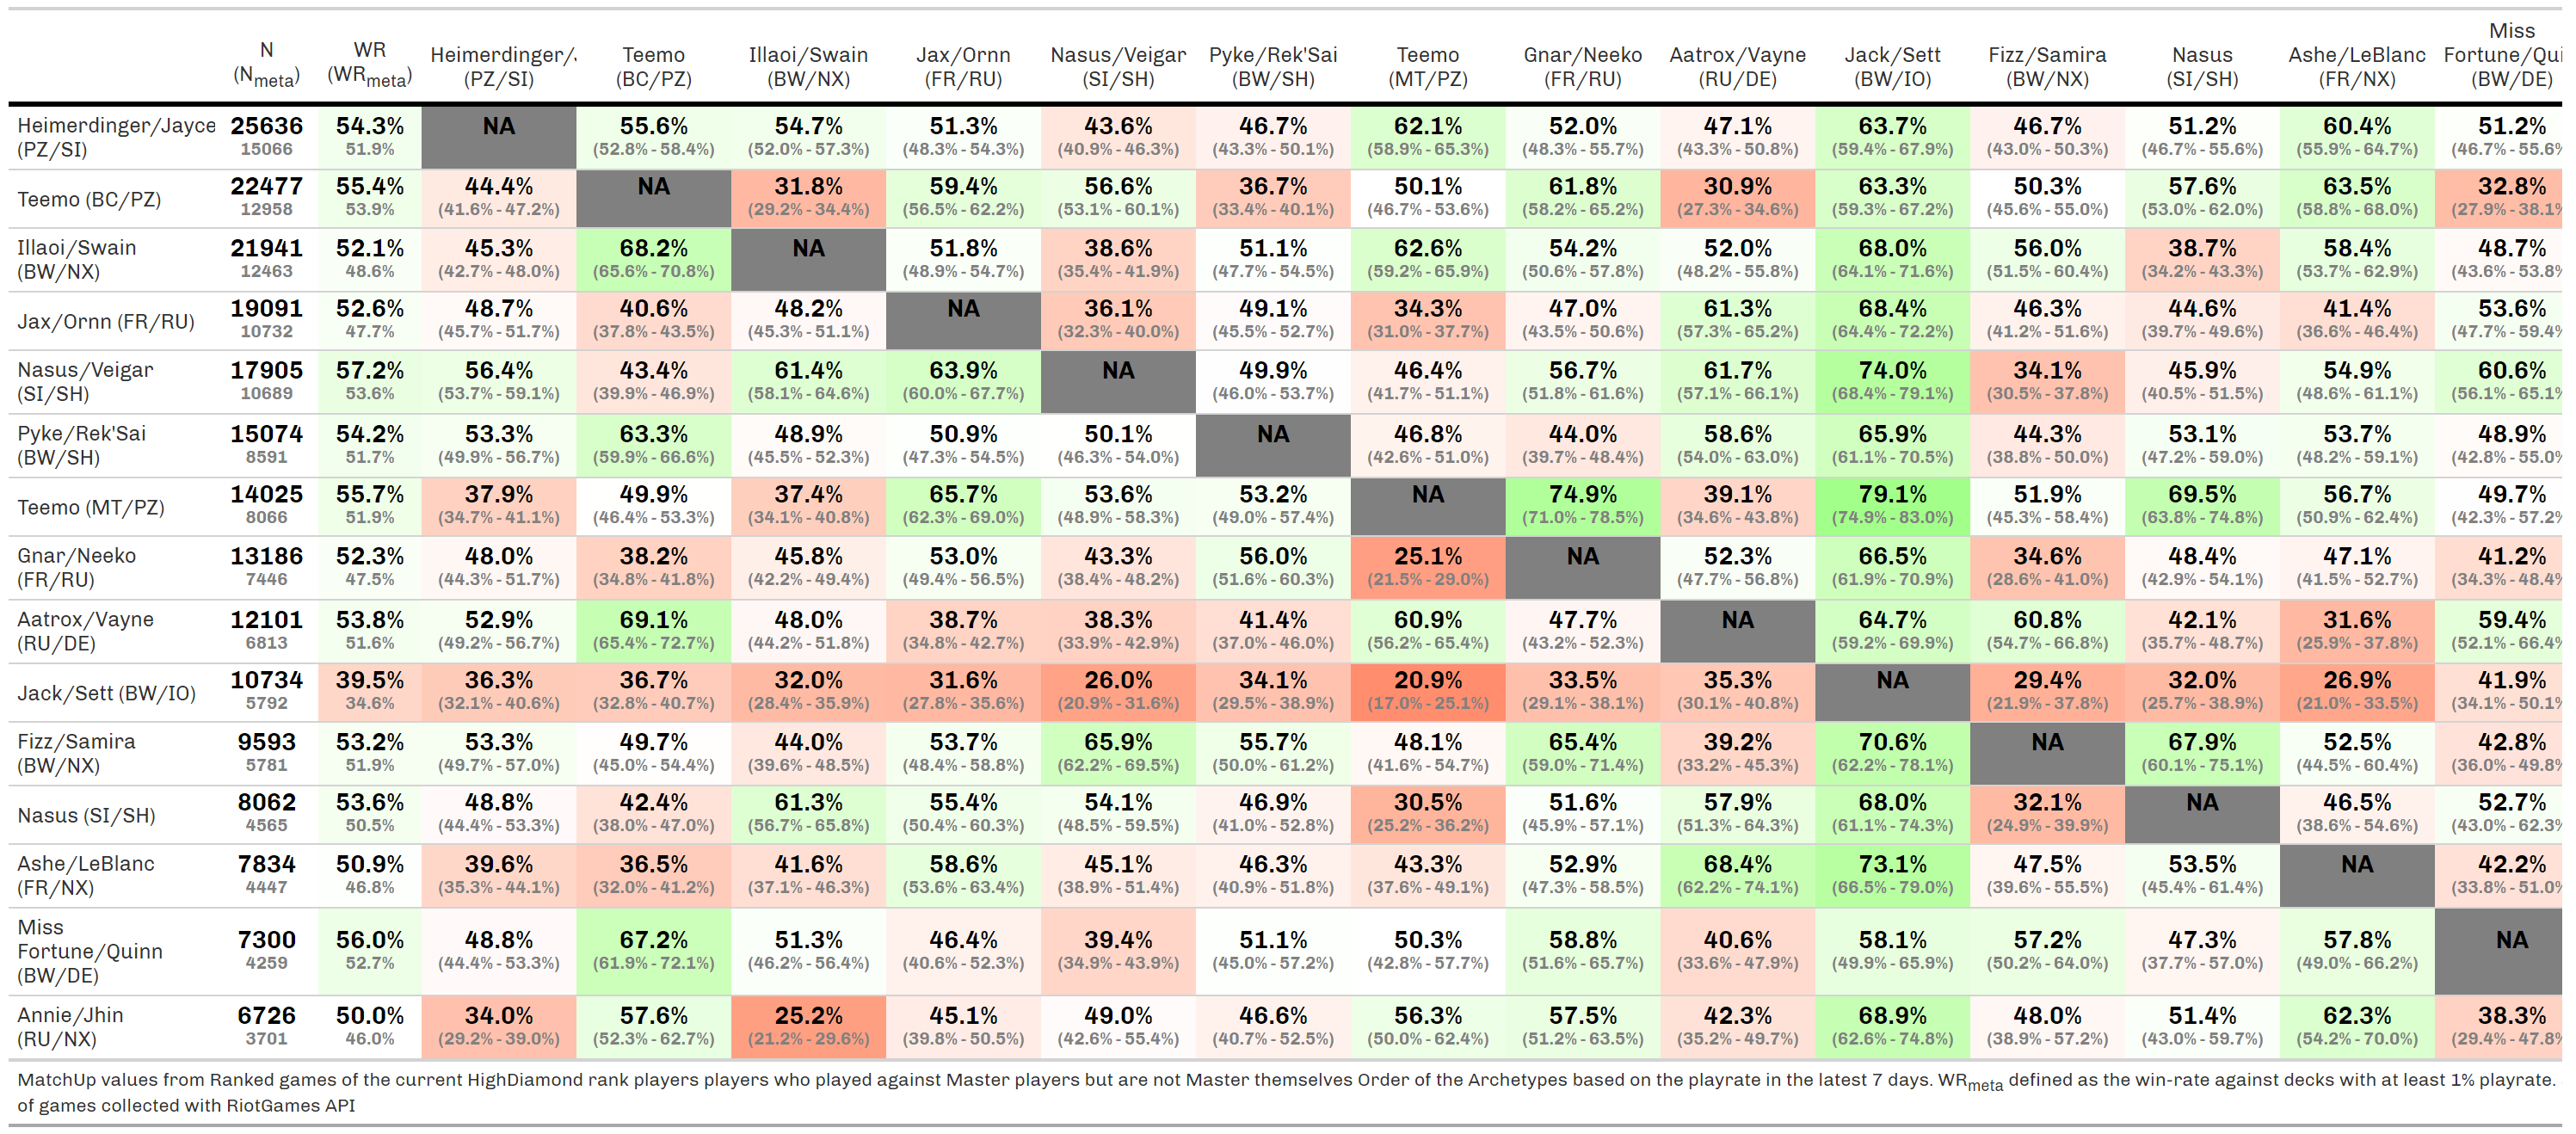 N WR Heimerdinger/ Teemo Illaoi/Swain Jax/Ornn Nasus/Veigar Pyke/Rek'Sai Teemo Gnar/Neeko Aatrox/Vayne Jack/Sett Fizz/Samira Nasus Ashe/LeBlanc Miss Fortune/Qui
(Nmeta) (WRmeta) (PZ/SI) (BC/PZ) (BW/NX) (FR/RU) (SI/SH) (BW/SH) (MT/PZ) (FR/RU) (RU/DE) (BW/IO) (BW/NX) (SI/SH) (FR/NX) (BW/DE)
Heimerdinger/Jayce 25636 54.3% NA 55.6% 54.7% 51.3% 43.6% 46.7% 62.1% 52.0% 47.1% 63.7% 46.7% 51.2% 60.4% 51.2%
(PZ/SI) 15066 51.9% (52.8% - 58.4%) (52.0% - 57.3%) (48.3% - 54.3%) (40.9% - 46.3%) (43.3% - 50.1%) (58.9% - 65.3%) (48.3% - 55.7%) (43.3% - 50.8%) (59.4% - 67.9%) (43.0% - 50.3%) (46.7% - 55.6%) (55.9% - 64.7%) (46.7% - 55.6%
Teemo (BC/PZ) 22477 55.4% 44.4% NA 31.8% 59.4% 56.6% 36.7% 50.1% 61.8% 30.9% 63.3% 50.3% 57.6% 63.5% 32.8%
12958 53.9% (41.6% - 47.2%) (29.2% - 34.4%) (56.5% - 62.2%) (53.1% - 60.1%) (33.4% - 40.1%) (46.7% - 53.6%) (58.2% - 65.2%) (27.3% - 34.6%) (59.3% - 67.2%) (45.6% - 55.0%) (53.0% - 62.0%) (58.8% - 68.0%) (27.9% - 38.1%
Illaoi/Swain 21941 52.1% 45.3% 68.2% NA 51.8% 38.6% 51.1% 62.6% 54.2% 52.0% 68.0% 56.0% 38.7% 58.4% 48.7%
(BW/NX) 12463 48.6% (42.7% - 48.0%) (65.6% - 70.8%) (48.9% - 54.7%) (35.4% - 41.9%) (47.7% - 54.5%) (59.2% - 65.9%) (50.6% - 57.8%) (48.2% - 55.8%) (64.1% - 71.6%) (51.5% - 60.4%) (34.2% - 43.3%) (53.7% - 62.9%) (43.6% - 53.8%
Jax/Ornn (FR/RU) 19091 52.6% 48.7% 40.6% 48.2% NA 36.1% 49.1% 34.3% 47.0% 61.3% 68.4% 46.3% 44.6% 41.4% 53.6%
10732 47.7% (45.7% - 51.7%) (37.8% - 43.5%) (45.3% - 51.1%) (32.3% - 40.0%) (45.5% - 52.7%) (31.0% - 37.7%) (43.5% - 50.6%) (57.3% - 65.2%) (64.4% - 72.2%) (41.2% - 51.6%) (39.7% - 49.6%) (36.6% - 46.4%) (47.7% - 59.4%
Nasus/Veigar 17905 57.2% 56.4% 43.4% 61.4% 63.9% NA 49.9% 46.4% 56.7% 61.7% 74.0% 34.1% 45.9% 54.9% 60.6%
(SI/SH) 10689 53.6% (53.7% - 59.1%) (39.9% - 46.9%) (58.1% - 64.6%) (60.0% - 67.7%) (46.0% - 53.7%) (41.7% - 51.1%) (51.8% - 61.6%) (57.1% - 66.1%) (68.4% - 79.1%) (30.5% - 37.8%) (40.5% - 51.5%) (48.6% - 61.1%) (56.1% - 65.1%
Pyke/Rek'Sai 15074 54.2% 53.3% 63.3% 48.9% 50.9% 50.1% NA 46.8% 44.0% 58.6% 65.9% 44.3% 53.1% 53.7% 48.9%
(BW/SH) 8591 51.7% (49.9% - 56.7%) (59.9% - 66.6%) (45.5% - 52.3%) (47.3% - 54.5%) (46.3% - 54.0%) (42.6% - 51.0%) (39.7% - 48.4%) (54.0% - 63.0%) (61.1% - 70.5%) (38.8% - 50.0%) (47.2% - 59.0%) (48.2% - 59.1%) (42.8% - 55.0%
Teemo (MT/PZ) 14025 55.7% 37.9% 49.9% 37.4% 65.7% 53.6% 53.2% NA 74.9% 39.1% 79.1% 51.9% 69.5% 56.7% 49.7%
8066 51.9% (34.7% - 41.1%) (46.4% - 53.3%) (34.1% - 40.8%) (62.3% - 69.0%) (48.9% - 58.3%) (49.0% - 57.4%) (71.0% - 78.5%) (34.6% - 43.8%) (74.9% - 83.0%) (45.3% - 58.4%) (63.8% - 74.8%) (50.9% - 62.4%) (42.3% - 57.2%
Gnar/Neeko 13186 52.3% 48.0% 38.2% 45.8% 53.0% 43.3% 56.0% 25.1% NA 52.3% 66.5% 34.6% 48.4% 47.1% 41.2%
(FR/RU) 7446 47.5% (44.3% - 51.7%) (34.8% - 41.8%) (42.2% - 49.4%) (49.4% - 56.5%) (38.4% - 48.2%) (51.6% - 60.3%) (21.5% - 29.0%) (47.7% - 56.8%) (61.9% - 70.9%) (28.6% - 41.0%) (42.9% - 54.1%) (41.5% - 52.7%) (34.3% - 48.4%
Aatrox/Vayne 12101 53.8% 52.9% 69.1% 48.0% 38.7% 38.3% 41.4% 60.9% 47.7% NA 64.7% 60.8% 42.1% 31.6% 59.4%
(RU/DE) 6813 51.6% (49.2% - 56.7%) (65.4% - 72.7%) (44.2% - 51.8%) (34.8% - 42.7%) (33.9% - 42.9%) (37.0% - 46.0%) (56.2% - 65.4%) (43.2% - 52.3%) (59.2% - 69.9%) (54.7% - 66.8%) (35.7% - 48.7%) (25.9% - 37.8%) (52.1% - 66.4%
Jack/Sett (BW/IO) 10734 39.5% 36.3% 36.7% 32.0% 31.6% 26.0% 34.1% 20.9% 33.5% 35.3% NA 29.4% 32.0% 26.9% 41.9%
5792 34.6% (32.1% - 40.6%) (32.8% - 40.7%) (28.4% - 35.9%) (27.8% - 35.6%) (20.9% - 31.6%) (29.5% - 38.9%) (17.0% - 25.1%) (29.1% - 38.1%) (30.1% - 40.8%) (21.9% - 37.8%) (25.7% - 38.9%) (21.0% - 33.5%) (34.1% - 50.1%
Fizz/Samira 9593 53.2% 53.3% 49.7% 44.0% 53.7% 65.9% 55.7% 48.1% 65.4% 39.2% 70.6% NA 67.9% 52.5% 42.8%
(BW/NX) 5781 51.9% (49.7% - 57.0%) (45.0% - 54.4%) (39.6% - 48.5%) (48.4% - 58.8%) (62.2% - 69.5%) (50.0% - 61.2%) (41.6% - 54.7%) (59.0% - 71.4%) (33.2% - 45.3%) (62.2% - 78.1%) (60.1% - 75.1%) (44.5% - 60.4%) (36.0% - 49.8%
Nasus (SI/SH) 8062 53.6% 48.8% 42.4% 61.3% 55.4% 54.1% 46.9% 30.5% 51.6% 57.9% 68.0% 32.1% NA 46.5% 52.7%
4565 50.5% (44.4% - 53.3%) (38.0% - 47.0%) (56.7% - 65.8%) (50.4% - 60.3%) (48.5% - 59.5%) (41.0% - 52.8%) (25.2% - 36.2%) (45.9% - 57.1%) (51.3% - 64.3%) (61.1% - 74.3%) (24.9% - 39.9%) (38.6% - 54.6%) (43.0% - 62.3%
Ashe/LeBlanc 7834 50.9% 39.6% 36.5% 41.6% 58.6% 45.1% 46.3% 43.3% 52.9% 68.4% 73.1% 47.5% 53.5% NA 42.2%
(FR/NX) 4447 46.8% (35.3% - 44.1%) (32.0% - 41.2%) (37.1% - 46.3%) (53.6% - 63.4%) (38.9% - 51.4%) (40.9% - 51.8%) (37.6% - 49.1%) (47.3% - 58.5%) (62.2% - 74.1%) (66.5% - 79.0%) (39.6% - 55.5%) (45.4% - 61.4%) (33.8% - 51.0%
Miss
Fortune/Quinn 7300 56.0% 48.8% 67.2% 51.3% 46.4% 39.4% 51.1% 50.3% 58.8% 40.6% 58.1% 57.2% 47.3% 57.8% NA
(BW/DE) 4259 52.7% (44.4% - 53.3%) (61.9% - 72.1%) (46.2% - 56.4%) (40.6% - 52.3%) (34.9% - 43.9%) (45.0% - 57.2%) (42.8% - 57.7%) (51.6% - 65.7%) (33.6% - 47.9%) (49.9% - 65.9%) (50.2% - 64.0%) (37.7% - 57.0%) (49.0% - 66.2%)
Annie/Jhin 6726 50.0% 34.0% 57.6% 25.2% 45.1% 49.0% 46.6% 56.3% 57.5% 42.3% 68.9% 48.0% 51.4% 62.3% 38.3%
(RU/NX) 3701 46.0% (29.2% - 39.0%) (52.3% - 62.7%) (21.2% - 29.6%) (39.8% - 50.5%) (42.6% - 55.4%) (40.7% - 52.5%) (50.0% - 62.4%) (51.2% - 63.5%) (35.2% - 49.7%) (62.6% - 74.8%) (38.9% - 57.2%) (43.0% - 59.7%) (54.2% - 70.0%) (29.4% - 47.8%
MatchUp values from Ranked games of the current HighDiamond rank players players who played against Master players but are not Master themselves Order of the Archetypes based on the playrate in the latest 7 days. WRmeta defined as the win-rate against decks with at least 1% playrate.
of games collected with RiotGames API